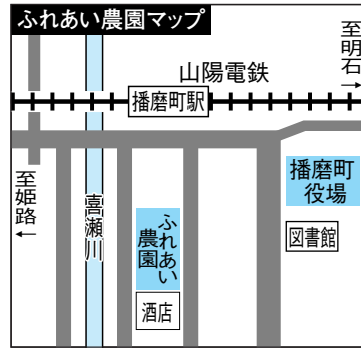 ふれあい農園マップ
至明石
→
山陽電鉄
播磨町駅
至姫路
←
喜瀬川
播磨町
役場
ふれあい
農園
図書館
酒店